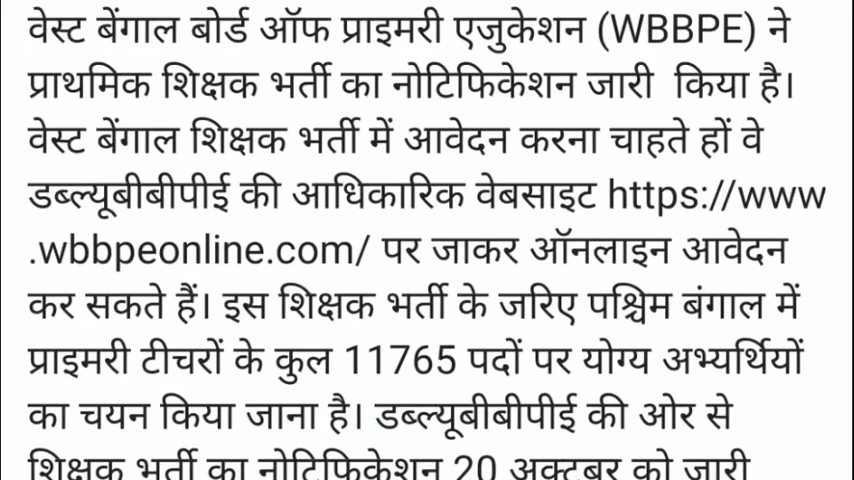 वेस्ट बेंगाल बोर्ड ऑफ प्राइमरी एजुकेशन (WBBPE) ने
प्राथमिक शिक्षक भर्ती का नोटिफिकेशन जारी  किया है।
वेस्ट बेंगाल शिक्षक भर्ती में आवेदन करना चाहते हों वे
डब्ल्यूबीबीपीई की आधिकारिक वेबसाइट https://www
.wbbpeonline.com/ पर जाकर ऑनलाइन आवेदन
कर सकते हैं। इस शिक्षक भर्ती के जरिए पश्चिम बंगाल में
प्राइमरी टीचरों के कुल 11765 पदों पर योग्य अभ्यर्थियों
का चयन किया जाना है। डब्ल्यूबीबीपीई की ओर से
शिक्षक भर्ती का नोटिफिकेशन 20 अक्टूबर को जारी